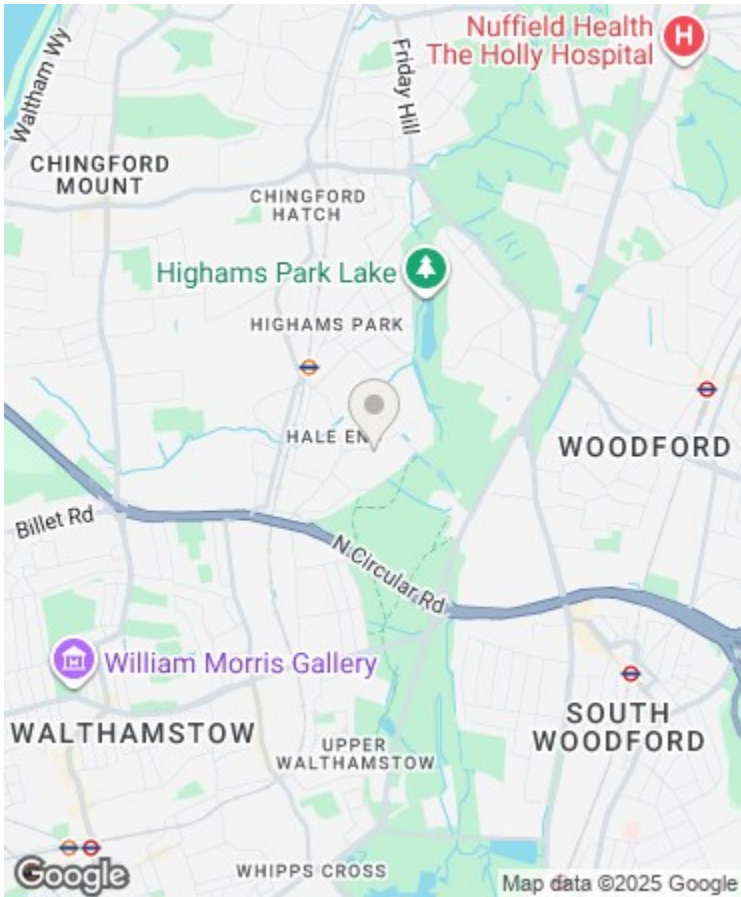 Nuffield Health
The Holly Hospital
H
Waltham Wy
Friday Hill
CHINGFORD
MOUNT
CHINGFORD
HATCH
Highams Park Lake
HIGHAMS PARK
HALE EN
WOODFORD
Billet Rd
N Circular Rd
William Morris Gallery
WALTHAMSTOW
SOUTH
WOODFORD
UPPER
WALTHAMSTOW
WHIPPS CROSS
Google
Map data ©2025 Google